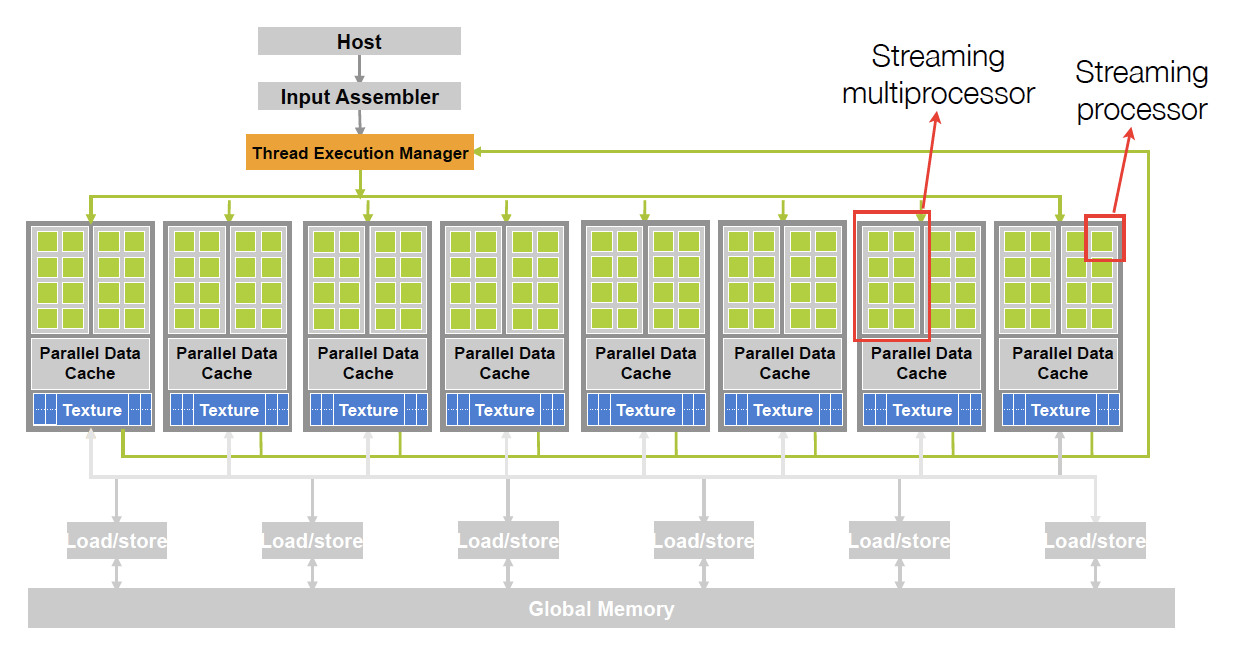 Host
Streaming
multiprocessor
Streaming
processor
Input Assembler
Thread Execution Manager
Parallel Data
Cache
Parallel Data
Cache
Parallel Data
Cache
Parallel Data
Cache
Parallel Data
Cache
Parallel Data
Cache
Parallel Data
Cache
Parallel Data
Cache
Texture
Texture
Texture
Texture
Texture
Texture
Texture
Texture
Load/store
Load/store
Load/store
Load/store
Load/store
Load/store
Global Memory